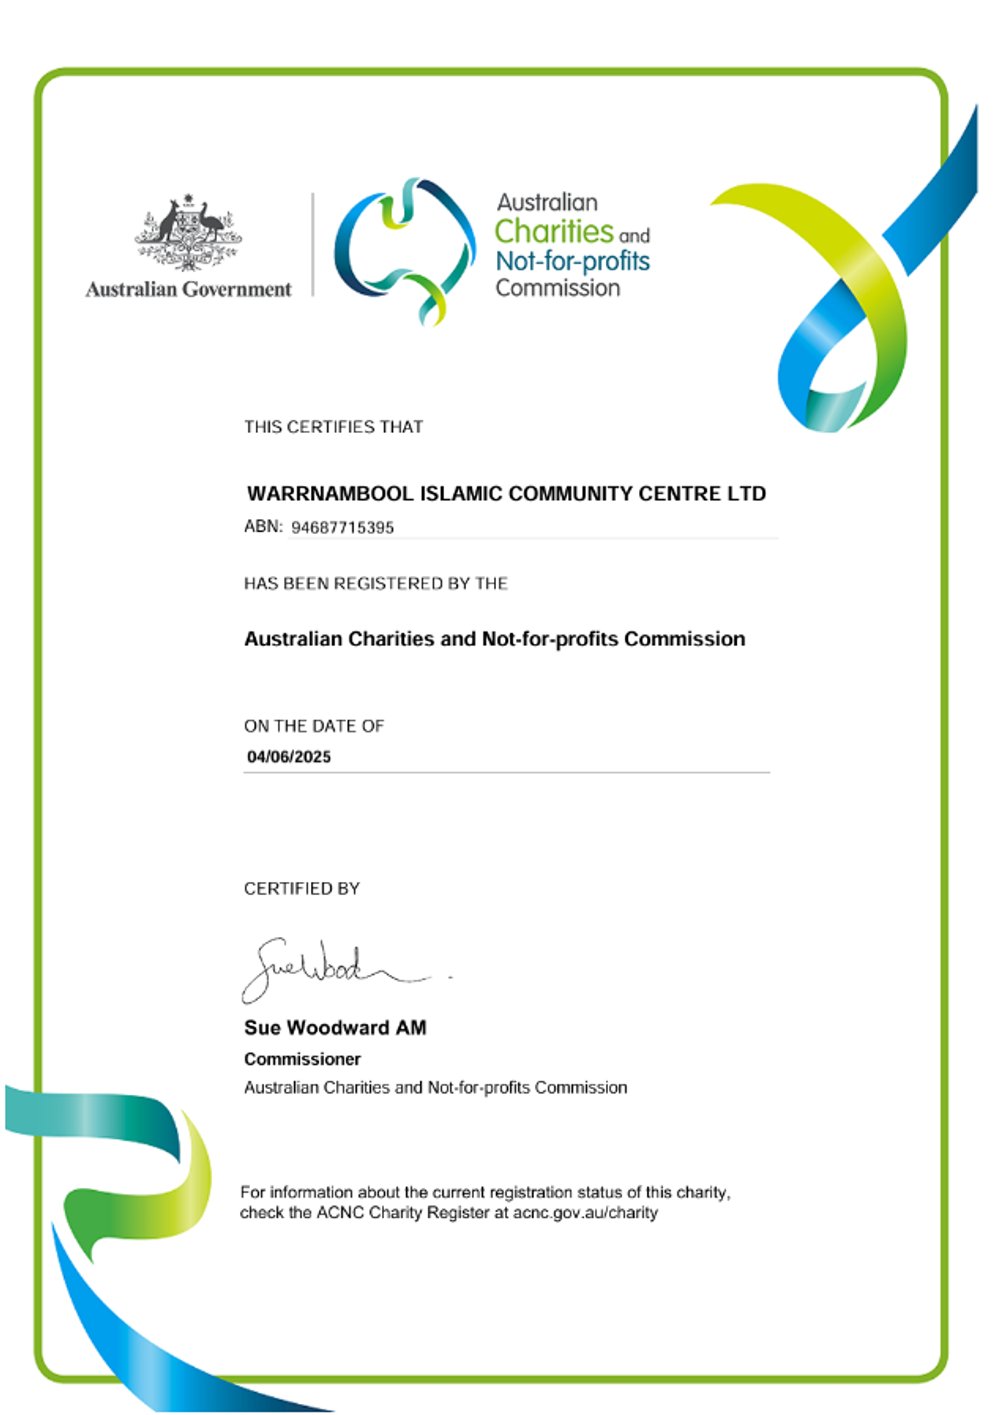 Australian Government
Australian
Charities and
Not-for-profits
Commission
THIS CERTIFIES THAT
WARRNAMBOOL ISLAMIC COMMUNITY CENTRE LTD
ABN: 94687715395
HAS BEEN REGISTERED BY THE
Australian Charities and Not-for-profits Commission
ON THE DATE OF
04/06/2025
CERTIFIED BY
Sue Woodward AM
Commissioner
Australian Charities and Not-for-profits Commission
For information about the current registration status of this charity,
check the ACNC Charity Register at acnc.gov.au/charity